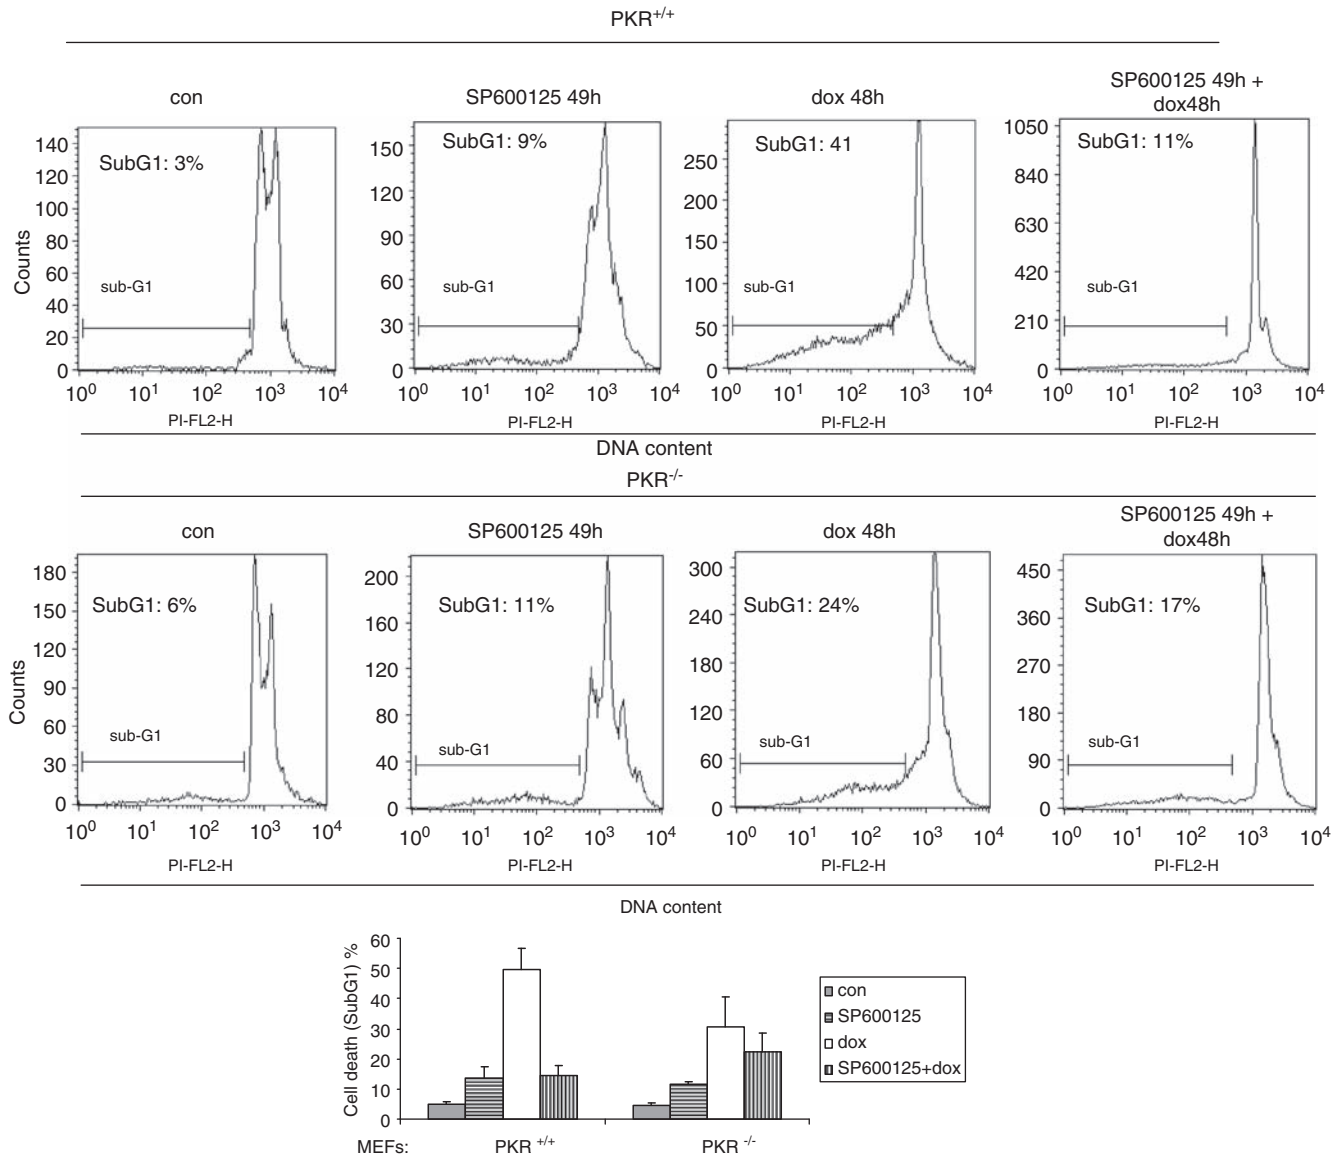 PKR+/+
con
SP600125 49h
dox 48h
SP600125 49h +
dox48h
SubG1: 3%
SubG1: 9%
SubG1: 41
SubG1: 11%
sub-G1
sub-G1
sub-G1
sub-G1
Counts
140
120
100
80
60
40
20
0
150
120
90
60
30
0
250
200
150
100
50
0
1050
840
630
420
210
0
10^0 10^1 10^2 10^3 10^4
10^0 10^1 10^2 10^3 10^4
10^0 10^1 10^2 10^3 10^4
10^0 10^1 10^2 10^3 10^4
PI-FL2-H
PI-FL2-H
PI-FL2-H
PI-FL2-H
DNA content
PKR-/-
con
SP600125 49h
dox 48h
SP600125 49h +
dox48h
SubG1: 6%
SubG1: 11%
SubG1: 24%
SubG1: 17%
sub-G1
sub-G1
sub-G1
sub-G1
Counts
180
150
120
90
60
30
0
200
160
120
80
40
0
300
240
180
120
60
0
450
360
270
180
90
0
10^0 10^1 10^2 10^3 10^4
10^0 10^1 10^2 10^3 10^4
10^0 10^1 10^2 10^3 10^4
10^0 10^1 10^2 10^3 10^4
PI-FL2-H
PI-FL2-H
PI-FL2-H
PI-FL2-H
DNA content
Cell death (SubG1) %
60
50
40
30
20
10
0
con
SP600125
dox
SP600125+dox
MEFs: PKR +/+ PKR -/-